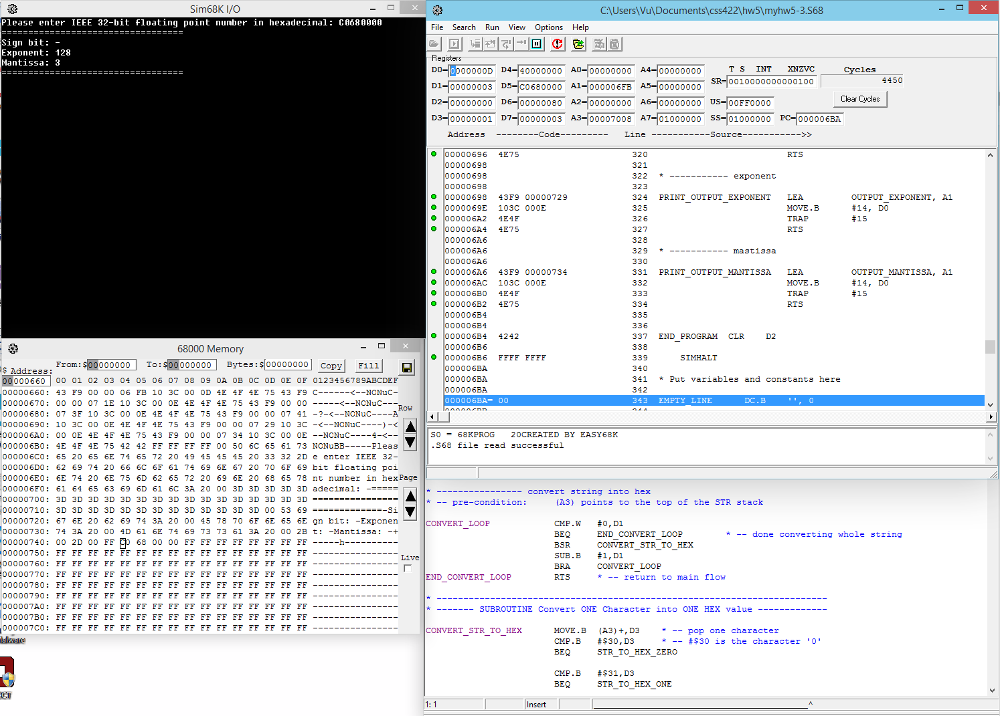 Sim68K I/O
Please enter IEEE 32-bit floating point number in hexadecimal: C0680000
==================================
Sign bit: -
Exponent: 128
Mantissa: 3
==================================
C:\Users\Vu\Documents\css422\hw5\myhw5-3.S68
File Search Run View Options Help
Registers
D0=0000000D D4=40000000 A0=00000000 A4=00000000 T S INT XNZVC Cycles
SR=0010000000000100 4450
D1=00000003 D5=C0680000 A1=000006FB A5=00000000
Clear Cycles
D2=00000000 D6=00000080 A2=00000000 A6=00000000 US=00FF0000
D3=00000001 D7=00000003 A3=00007008 A7=01000000 SS=01000000 PC=000006BA
Address --------Code--------- Line -----------Source----------->>
00000696 4E75 320 RTS
00000698 321
00000698 322 * ----------- exponent
00000698 323
00000698 43F9 00000729 324 PRINT_OUTPUT_EXPONENT LEA OUTPUT_EXPONENT, A1
0000069E 103C 000E 325 MOVE.B #14, D0
000006A2 4E4F 326 TRAP #15
000006A4 4E75 327 RTS
000006A6 328
000006A6 329 * ----------- mastissa
000006A6 330
000006A6 43F9 00000734 331 PRINT_OUTPUT_MANTISSA LEA OUTPUT_MANTISSA, A1
000006AC 103C 000E 332 MOVE.B #14, D0
000006B0 4E4F 333 TRAP #15
000006B2 4E75 334 RTS
000006B4 335
000006B4 336
000006B4 4242 337 END_PROGRAM CLR D2
000006B6 338
000006B6 FFFF FFFF 339 SIMHALT
000006BA 340
000006BA 341 * Put variables and constants here
000006BA 342
000006BA= 00 343 EMPTY_LINE DC.B '', 0
S0 = 68KPROG 20CREATED BY EASY68K
.S68 file read successful
68000 Memory
From:$00000000 To:$00000000 Bytes:$00000000 Copy Fill
$ Address:
00000660 00 01 02 03 04 05 06 07 08 09 0A 0B 0C 0D 0E 0F 0123456789ABCDEF
00000660: 43 F9 00 00 06 FB 10 3C 00 0D 4E 4F 4E 75 43 F9 C------<--NONuC-
00000670: 00 00 07 1E 10 3C 00 0E 4E 4F 4E 75 43 F9 00 00 -----<--NONuC---
00000680: 07 3F 10 3C 00 0E 4E 4F 4E 75 43 F9 00 00 07 41 -?-<--NONuC----A
00000690: 10 3C 00 0E 4E 4F 4E 75 43 F9 00 00 07 29 10 3C -<--NONuC----)-<
000006A0: 00 0E 4E 4F 4E 75 43 F9 00 00 07 34 10 3C 00 0E --NONuC----4-<--
000006B0: 4E 4F 4E 75 42 42 FF FF FF FF 00 50 6C 65 61 73 NONuBB-----Pleas
000006C0: 65 20 65 6E 74 65 72 20 49 45 45 45 20 33 32 2D e enter IEEE 32-
000006D0: 62 69 74 20 66 6C 6F 61 74 69 6E 67 20 70 6F 69 bit floating poi
000006E0: 6E 74 20 6E 75 6D 62 65 72 20 69 6E 20 68 65 78 nt number in hex
000006F0: 61 64 65 63 69 6D 61 6C 3A 20 00 3D 3D 3D 3D 3D adecimal: -=====
00000700: 3D 3D 3D 3D 3D 3D 3D 3D 3D 3D 3D 3D 3D 3D 3D 3D ================
00000710: 3D 3D 3D 3D 3D 3D 3D 3D 3D 3D 3D 3D 3D 00 53 69 =============-Si
00000720: 67 6E 20 62 69 74 3A 20 00 45 78 70 6F 6E 65 6E gn bit: -Exponen
00000730: 74 3A 20 00 4D 61 6E 74 69 73 73 61 3A 20 00 2B t: -Mantissa: -+
00000740: 00 2D 00 FF C0 68 00 00 FF FF FF FF FF FF FF FF -----h----------
00000750: FF FF FF FF FF FF FF FF FF FF FF FF FF FF FF FF ----------------
00000760: FF FF FF FF FF FF FF FF FF FF FF FF FF FF FF FF ----------------
00000770: FF FF FF FF FF FF FF FF FF FF FF FF FF FF FF FF ----------------
00000780: FF FF FF FF FF FF FF FF FF FF FF FF FF FF FF FF ----------------
00000790: FF FF FF FF FF FF FF FF FF FF FF FF FF FF FF FF ----------------
000007A0: FF FF FF FF FF FF FF FF FF FF FF FF FF FF FF FF ----------------
000007B0: FF FF FF FF FF FF FF FF FF FF FF FF FF FF FF FF ----------------
000007C0: FF FF FF FF FF FF FF FF FF FF FF FF FF FF FF FF ----------------
Row
Page
Live
* ---------------- convert string into hex
* -- pre-condition: (A3) points to the top of the STR stack
CONVERT_LOOP CMP.W #0,D1
BEQ END_CONVERT_LOOP * -- done converting whole string
BSR CONVERT_STR_TO_HEX
SUB.B #1,D1
BRA CONVERT_LOOP
END_CONVERT_LOOP RTS * -- return to main flow
* -------------------------------------------------------------------------
* ------- SUBROUTINE Convert ONE Character into ONE HEX value -------------
CONVERT_STR_TO_HEX MOVE.B (A3)+,D3 * -- pop one character
CMP.B #$30,D3 * -- #$30 is the character '0'
BEQ STR_TO_HEX_ZERO
CMP.B #$31,D3
BEQ STR_TO_HEX_ONE
1: 1 Insert